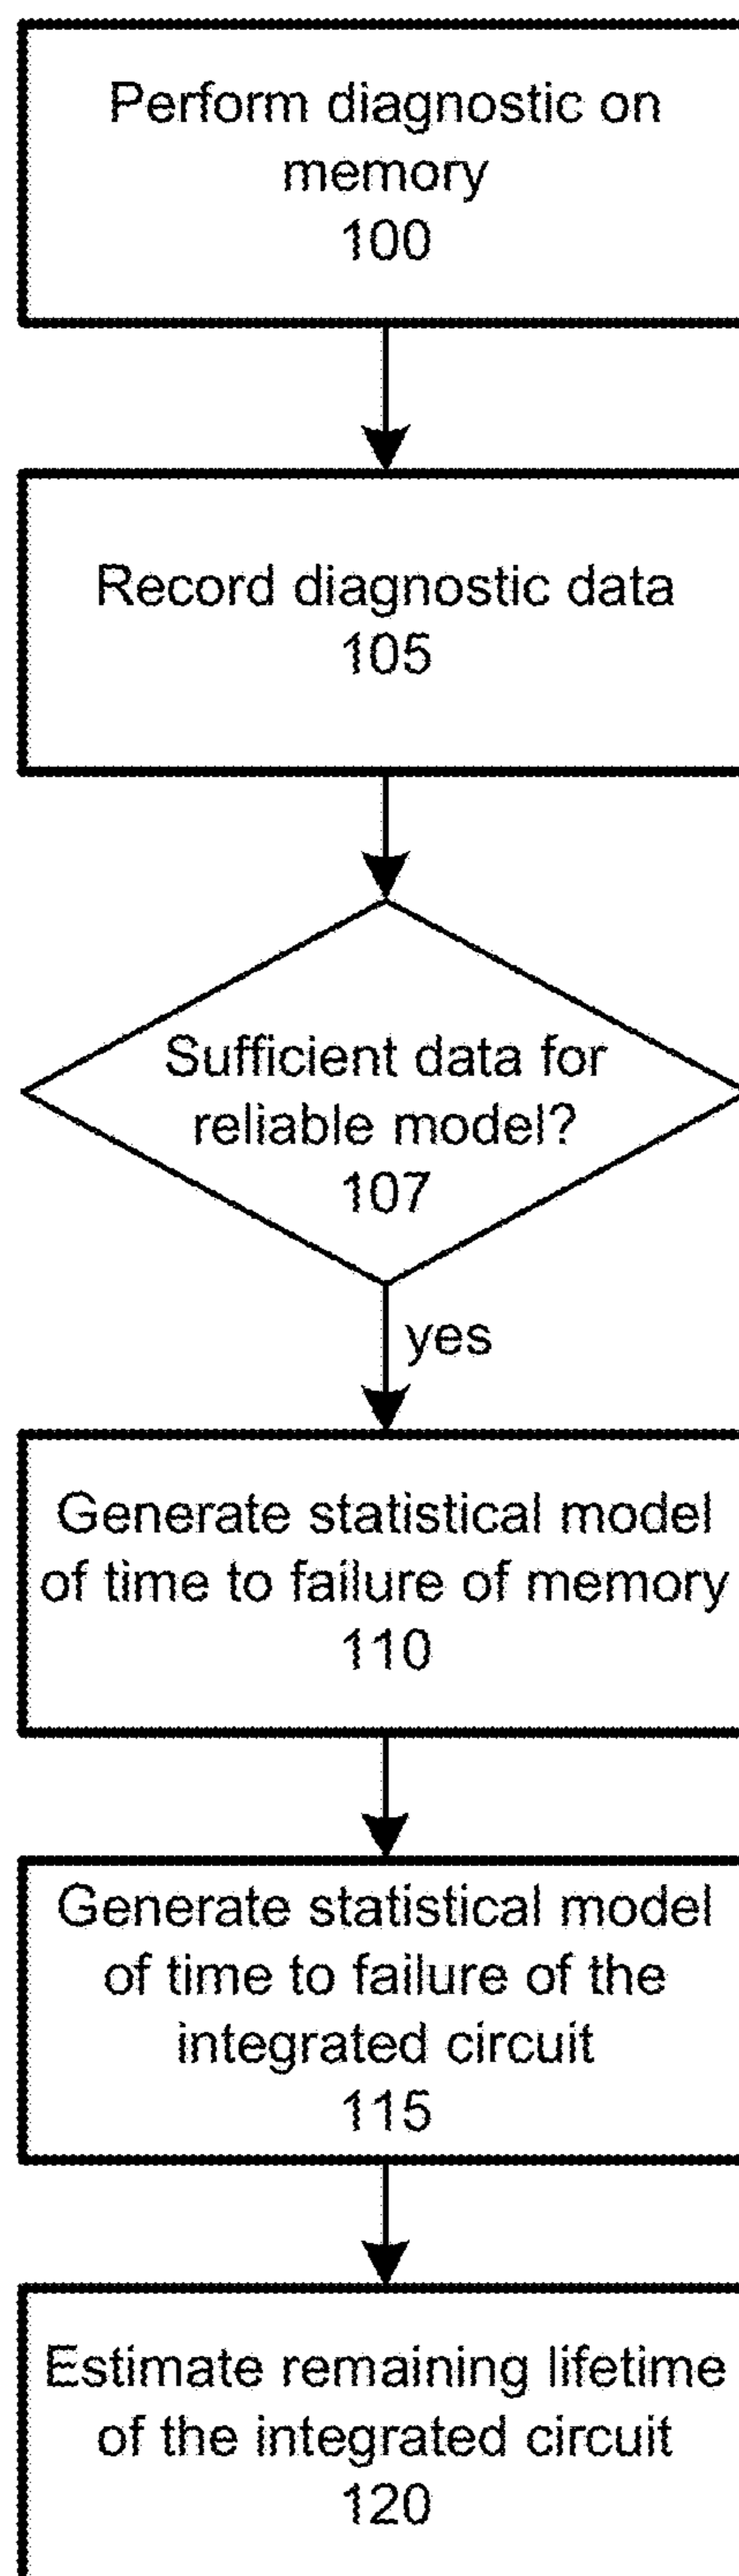 Perform diagnostic on
memory
100
Record diagnostic data
105
Sufficient data for
reliable model?
107
yes
Generate statistical model
of time to failure of memory
110
Generate statistical model
of time to failure of the
integrated circuit
115
Estimate remaining lifetime
of the integrated circuit
120